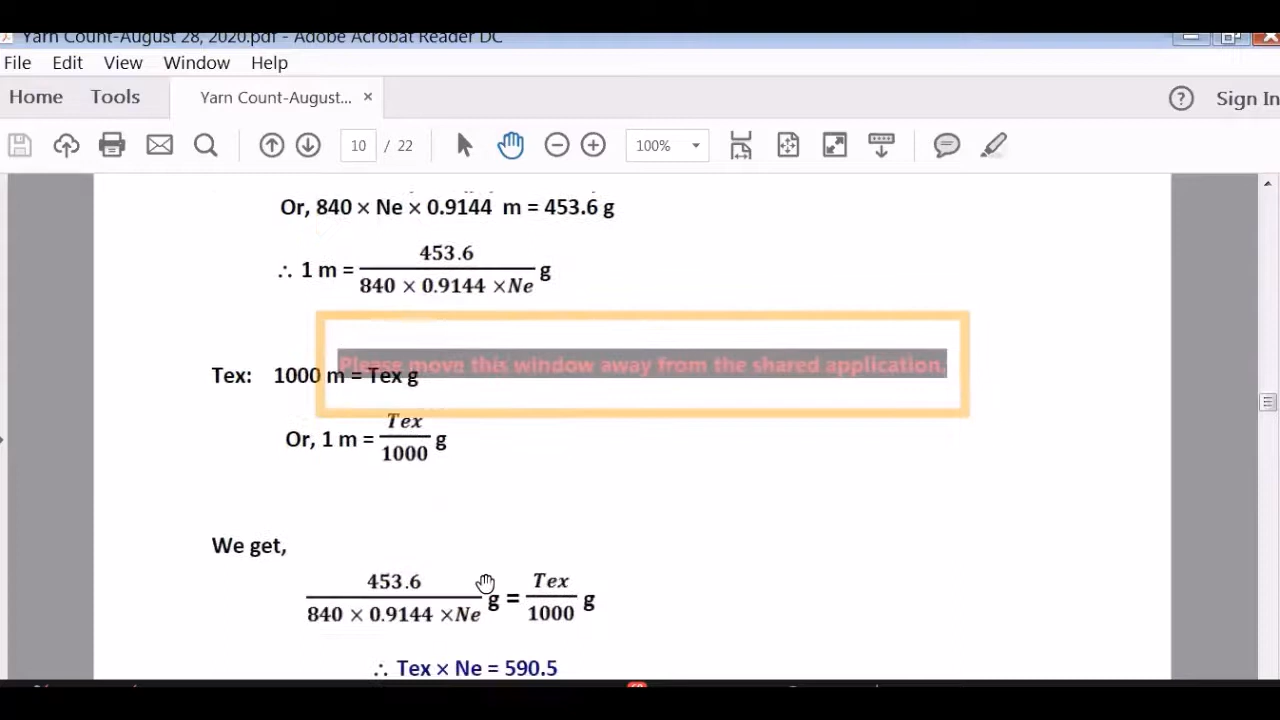 Yarn Count-August 28, 2020.pdf - Adobe Acrobat Reader DC
File Edit View Window Help
Home Tools Yarn Count-August... × ? Sign In
10 / 22 100%
Or, 840 × Ne × 0.9144 m = 453.6 g
∴ 1 m = 453.6 / 840 × 0.9144 ×Ne g
Please move this window away from the shared application.
Tex: 1000 m = Tex g
Or, 1 m = Tex / 1000 g
We get,
453.6 / 840 × 0.9144 ×Ne g = Tex / 1000 g
∴ Tex × Ne = 590.5